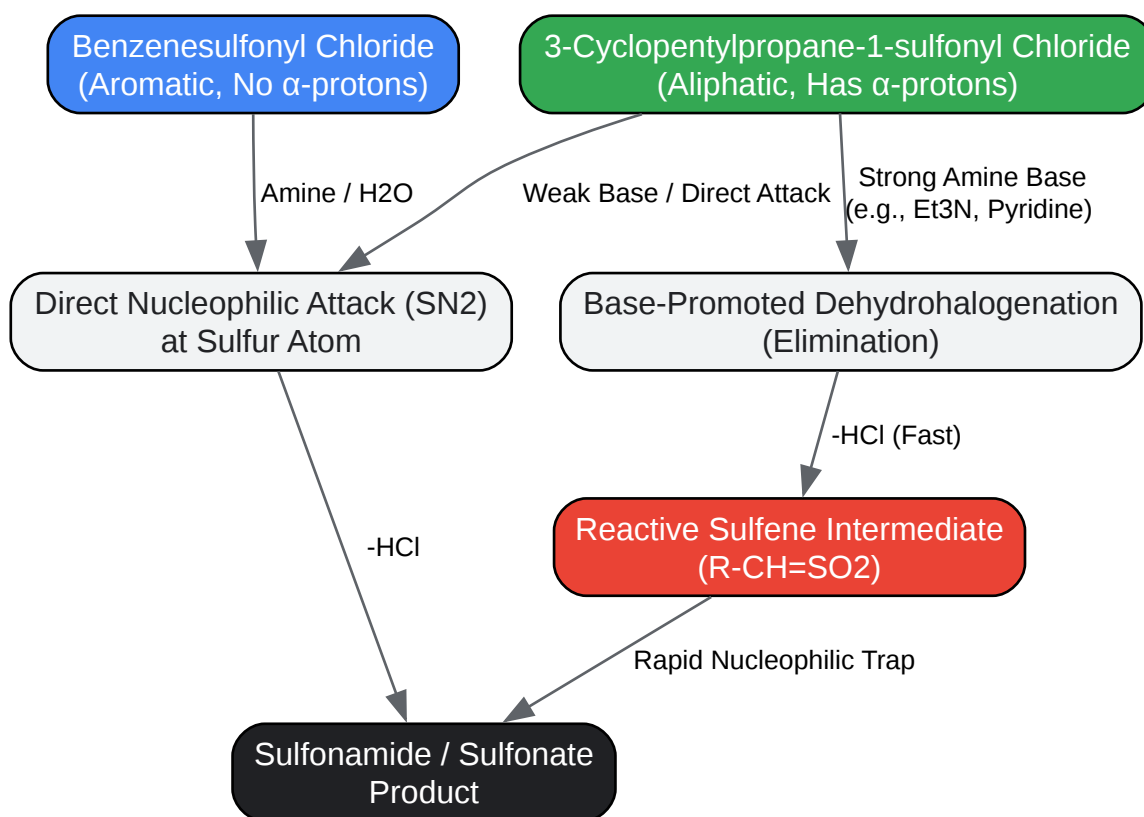 Benzenesulfonyl Chloride
(Aromatic, No α-protons)
3-Cyclopentylpropane-1-sulfonyl Chloride
(Aliphatic, Has α-protons)
Amine / H2O
Weak Base / Direct Attack
Strong Amine Base
(e.g., Et3N, Pyridine)
Direct Nucleophilic Attack (SN2)
at Sulfur Atom
Base-Promoted Dehydrohalogenation
(Elimination)
-HCl (Fast)
-HCl
Reactive Sulfene Intermediate
(R-CH=SO2)
Rapid Nucleophilic Trap
Sulfonamide / Sulfonate
Product